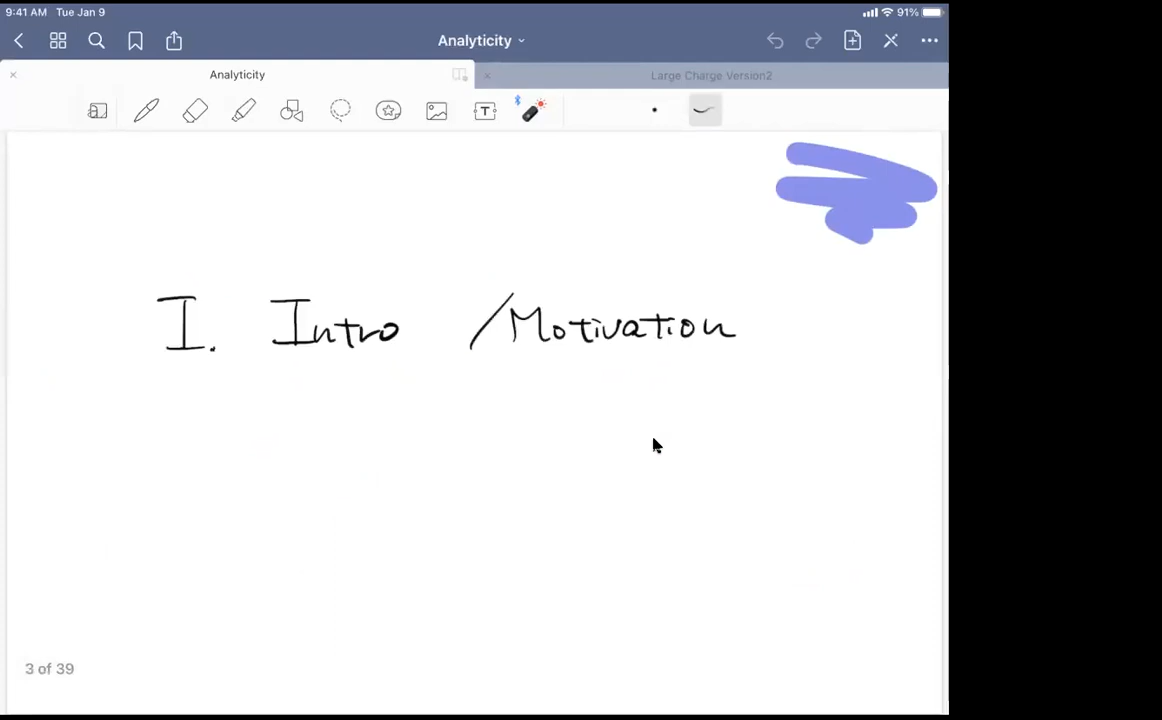 9:41 AM Tue Jan 9 91%
Analyticity
Analyticity Large Charge Version2
I. Intro /Motivation
3 of 39